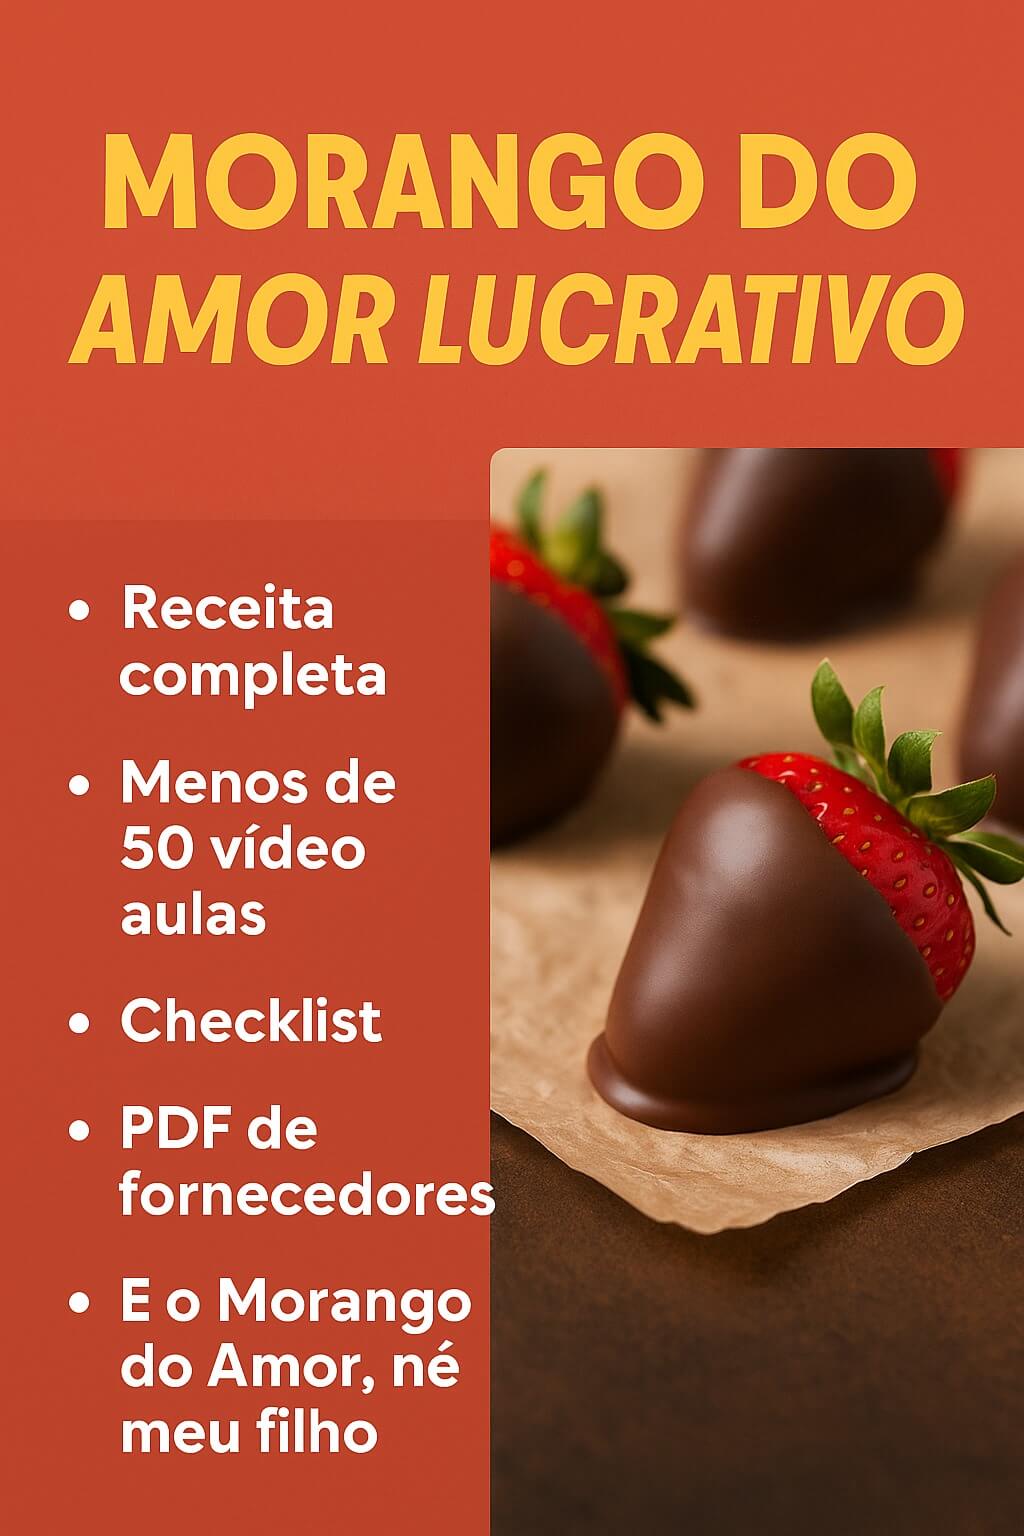 MORANGO DO
AMOR LUCRATIVO
• Receita
completa
• Menos de
50 vídeo
aulas
• Checklist
• PDF de
fornecedores
• E o Morango
do Amor, né
meu filho